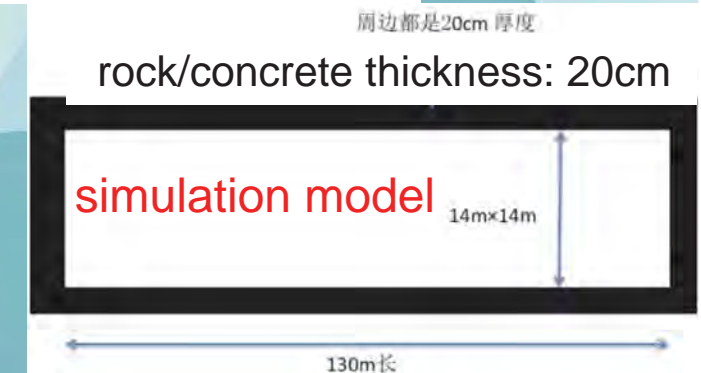 周边都是20cm 厚度
rock/concrete thickness: 20cm
simulation model
14m×14m
130m长